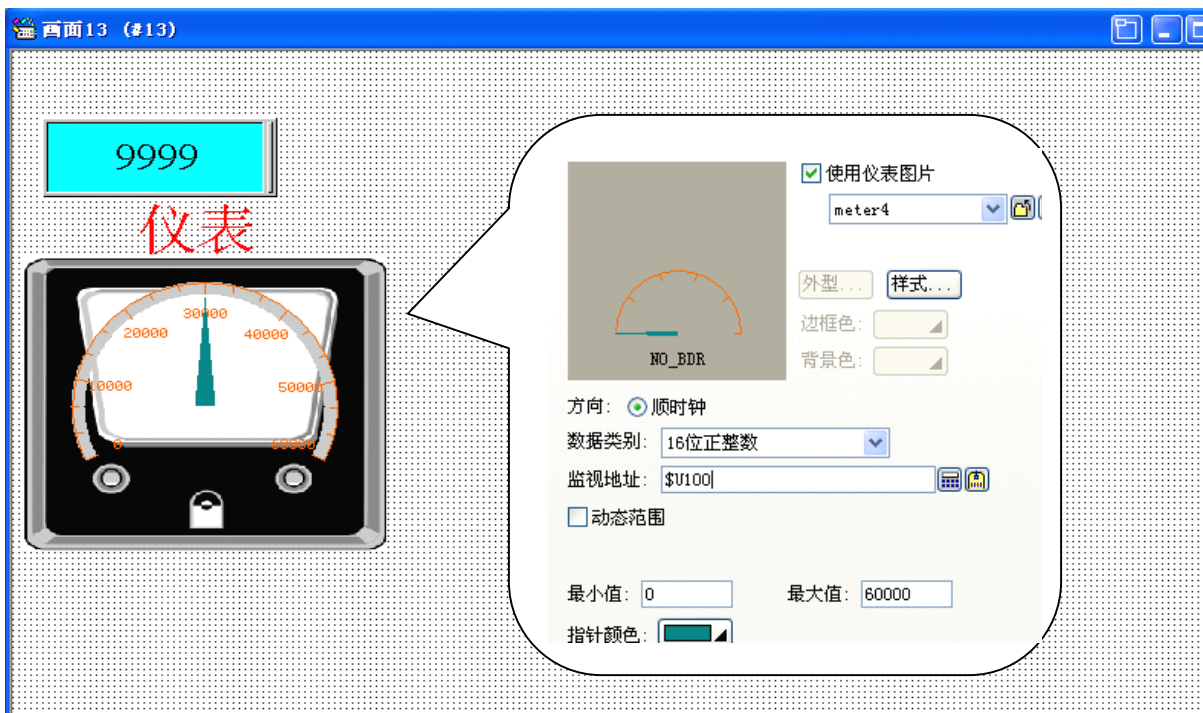 画面13 (#13)
9999
仪表
30000
20000
40000
10000
50000
0
60000
使用仪表图片
meter4
外型...
样式...
边框色:
背景色:
NO_BDR
方向: 顺时钟
数据类别: 16位正整数
监视地址: $U100
动态范围
最小值: 0
最大值: 60000
指针颜色: